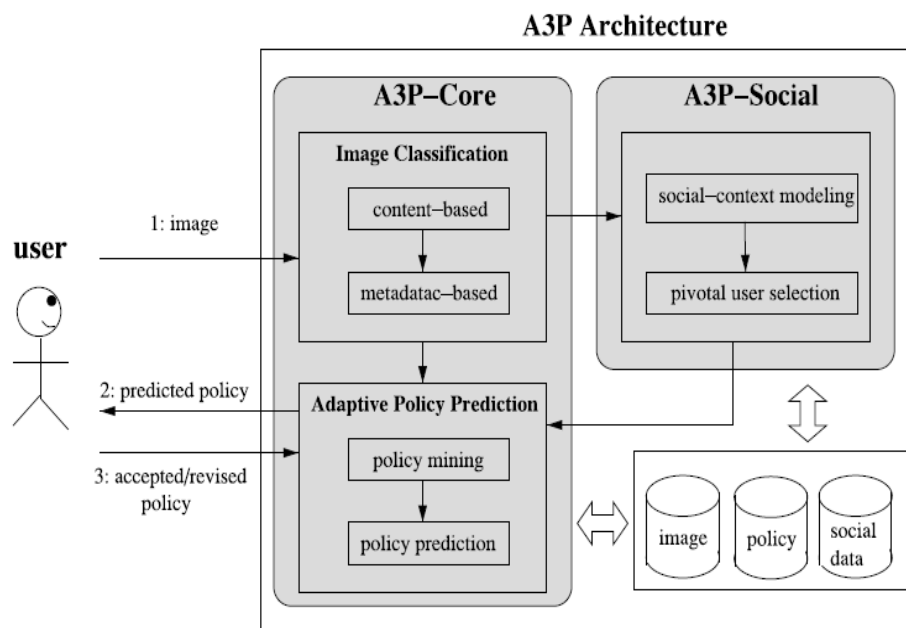 A3P Architecture
A3P–Core
A3P–Social
Image Classification
content–based
metadatac–based
social–context modeling
pivotal user selection
1: image
user
2: predicted policy
3: accepted/revised
policy
Adaptive Policy Prediction
policy mining
policy prediction
image
policy
social
data